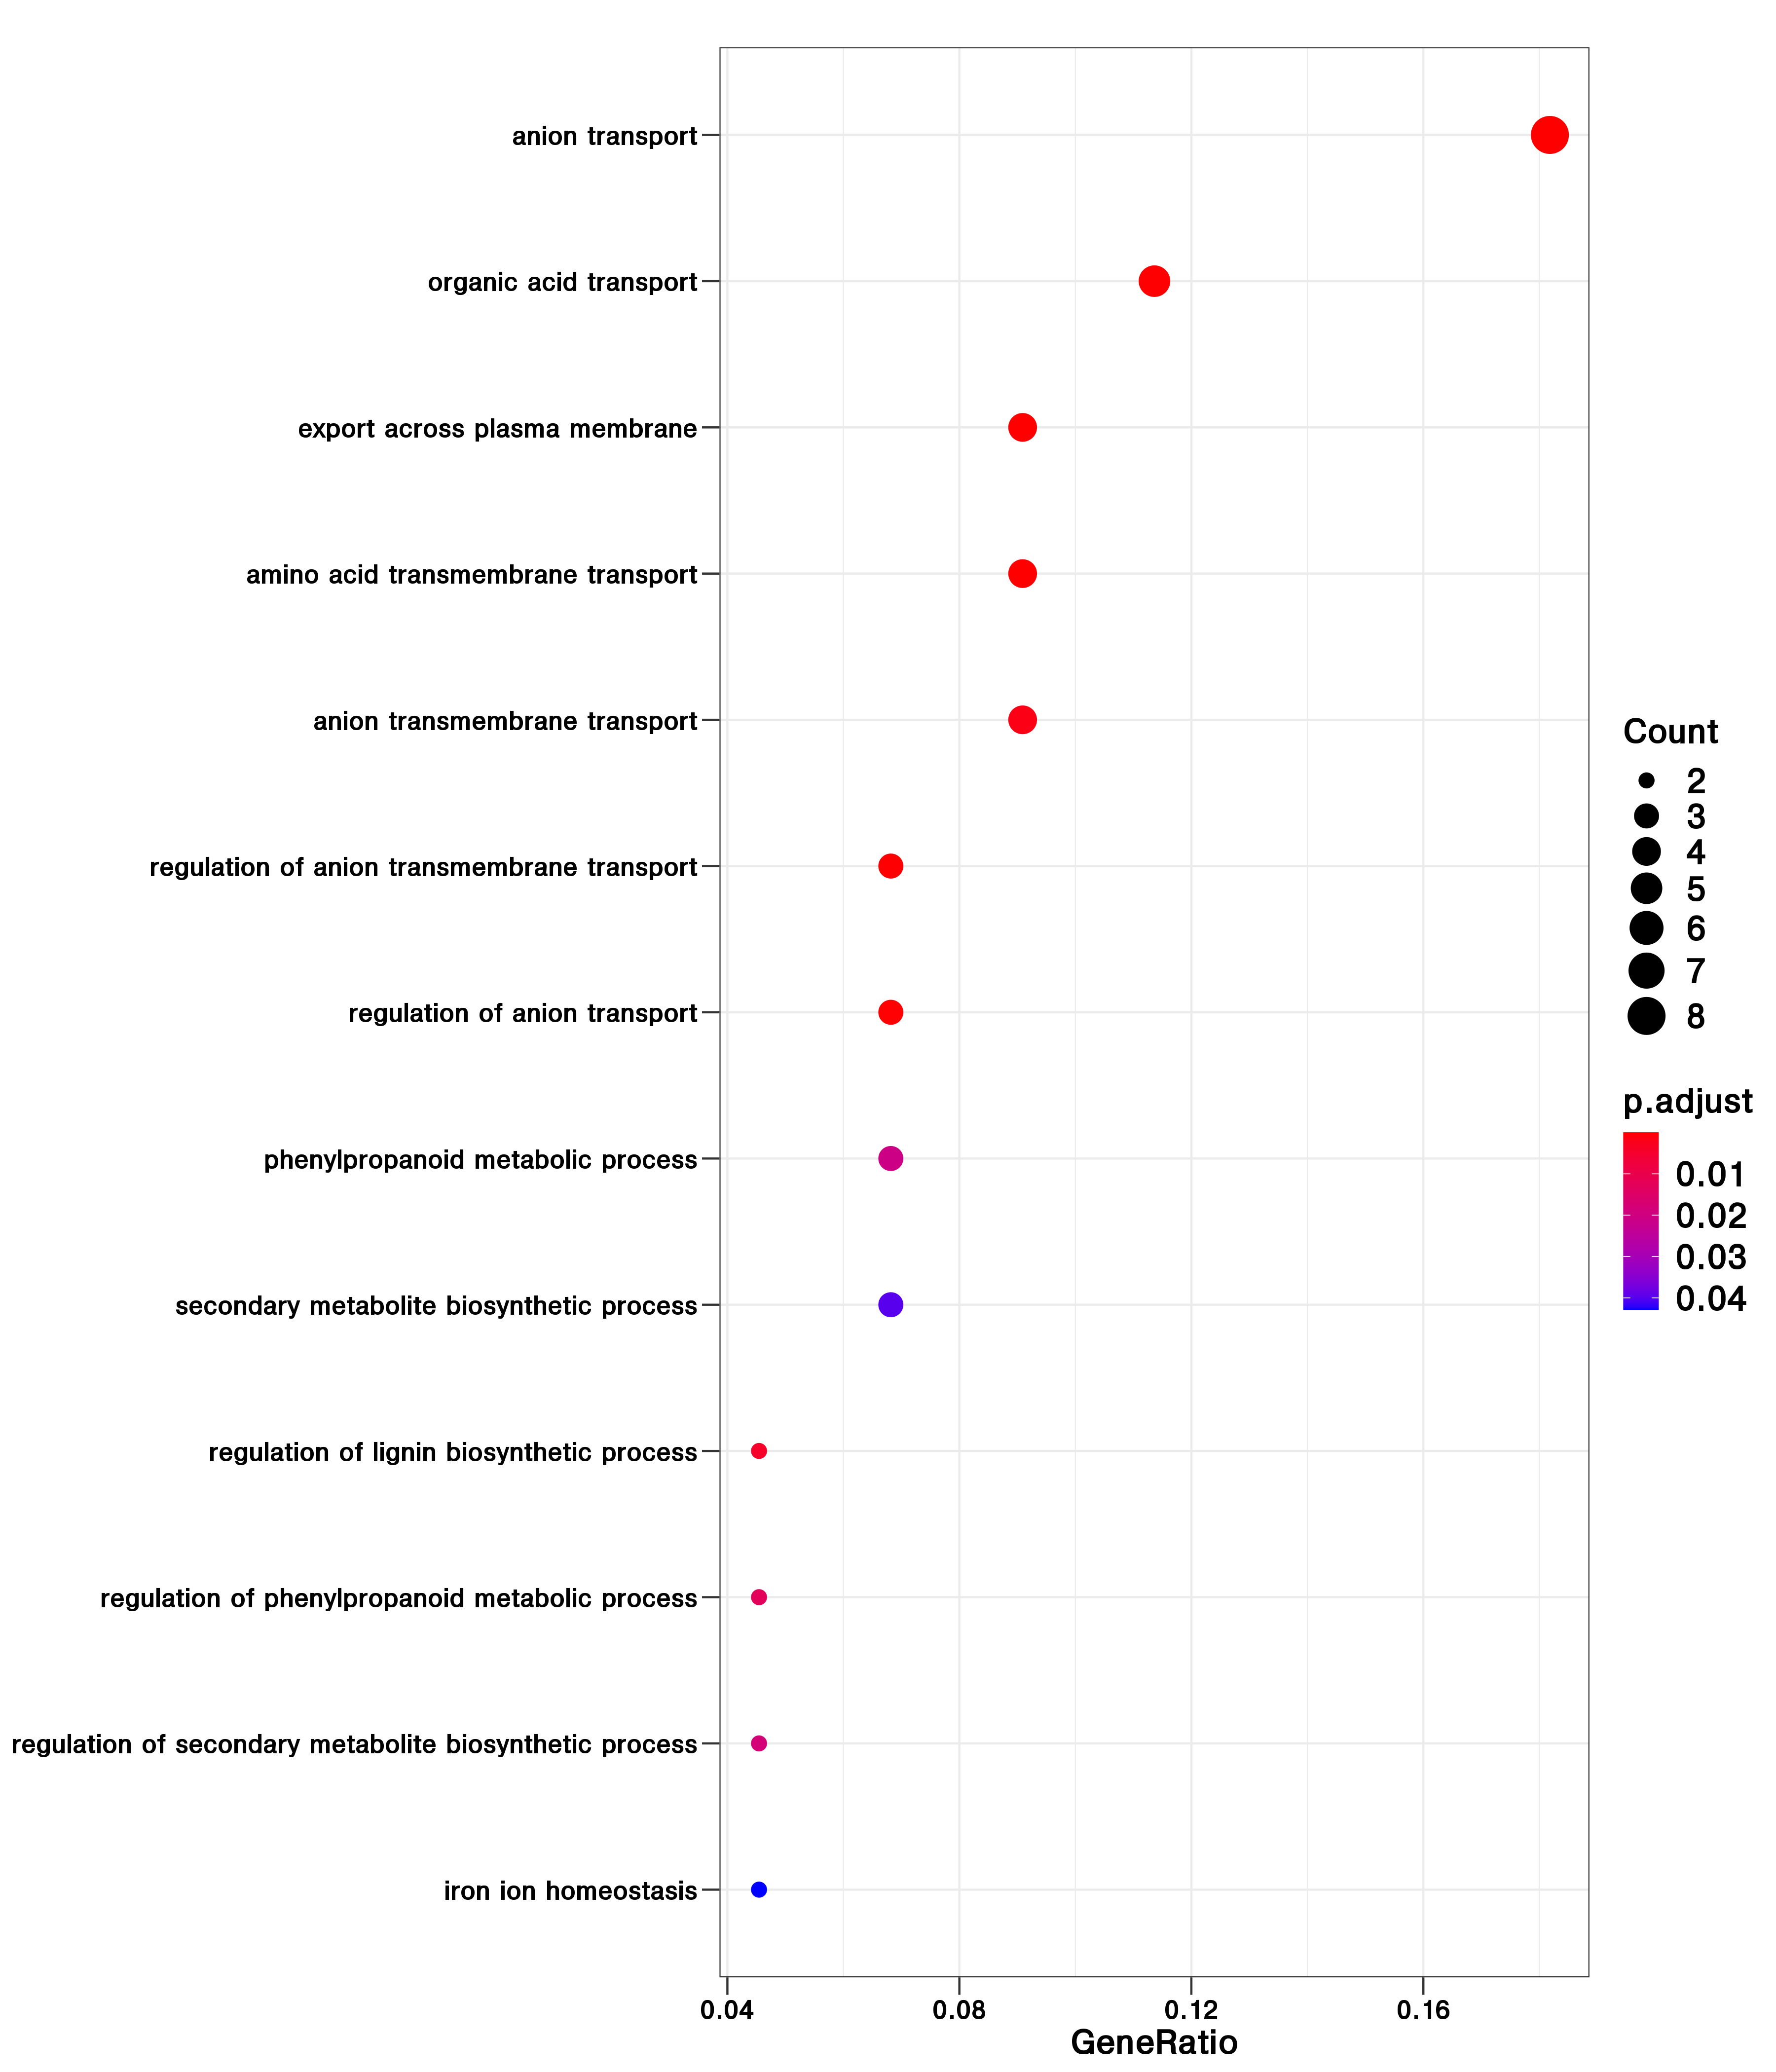 anion transport
organic acid transport
export across plasma membrane
amino acid transmembrane transport
anion transmembrane transport
regulation of anion transmembrane transport
regulation of anion transport
phenylpropanoid metabolic process
secondary metabolite biosynthetic process
regulation of lignin biosynthetic process
regulation of phenylpropanoid metabolic process
regulation of secondary metabolite biosynthetic process
iron ion homeostasis
0.04 0.08 0.12 0.16
GeneRatio
Count
2
3
4
5
6
7
8
p.adjust
0.01
0.02
0.03
0.04